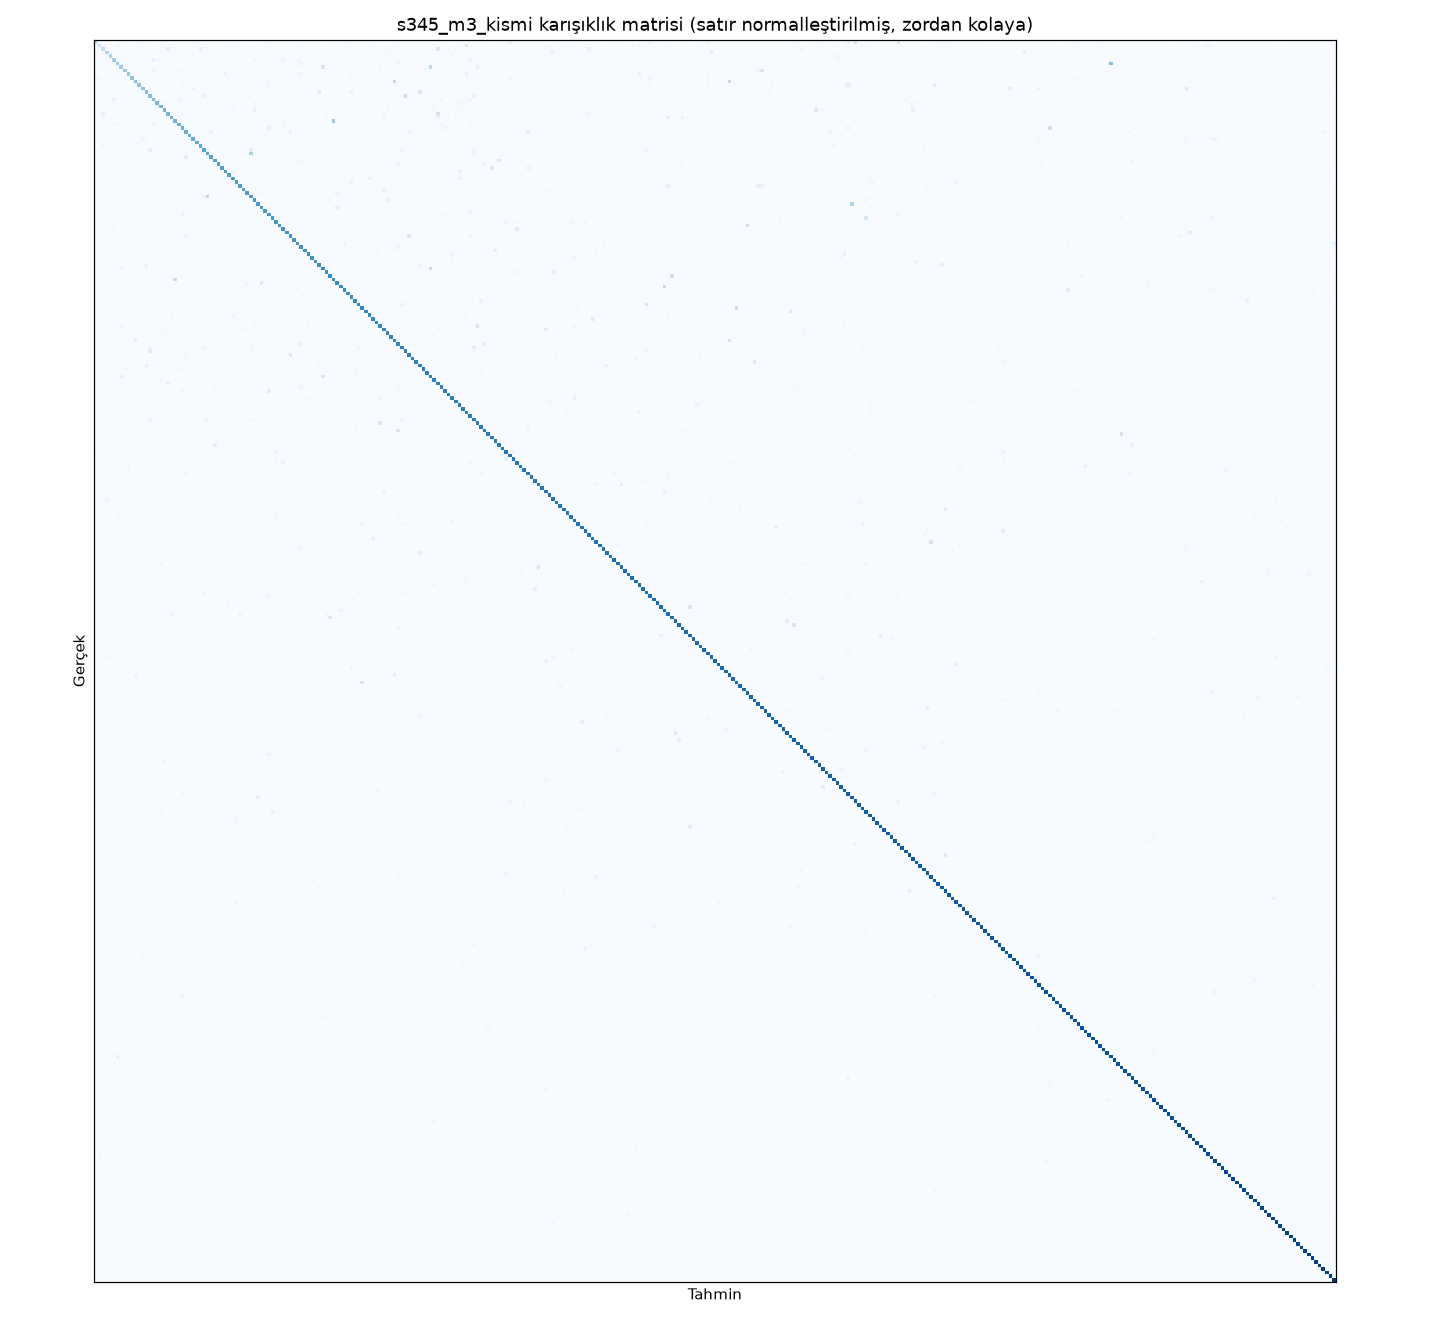 s345_m3_kismi karışıklık matrisi (satır normalleştirilmiş, zordan kolaya)
Gerçek
Tahmin